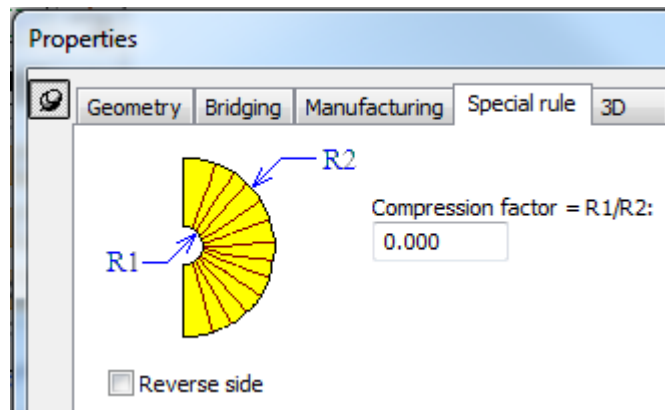 Properties
Geometry Bridging Manufacturing Special rule 3D
R2
Compression factor = R1/R2:
0.000
R1
Reverse side